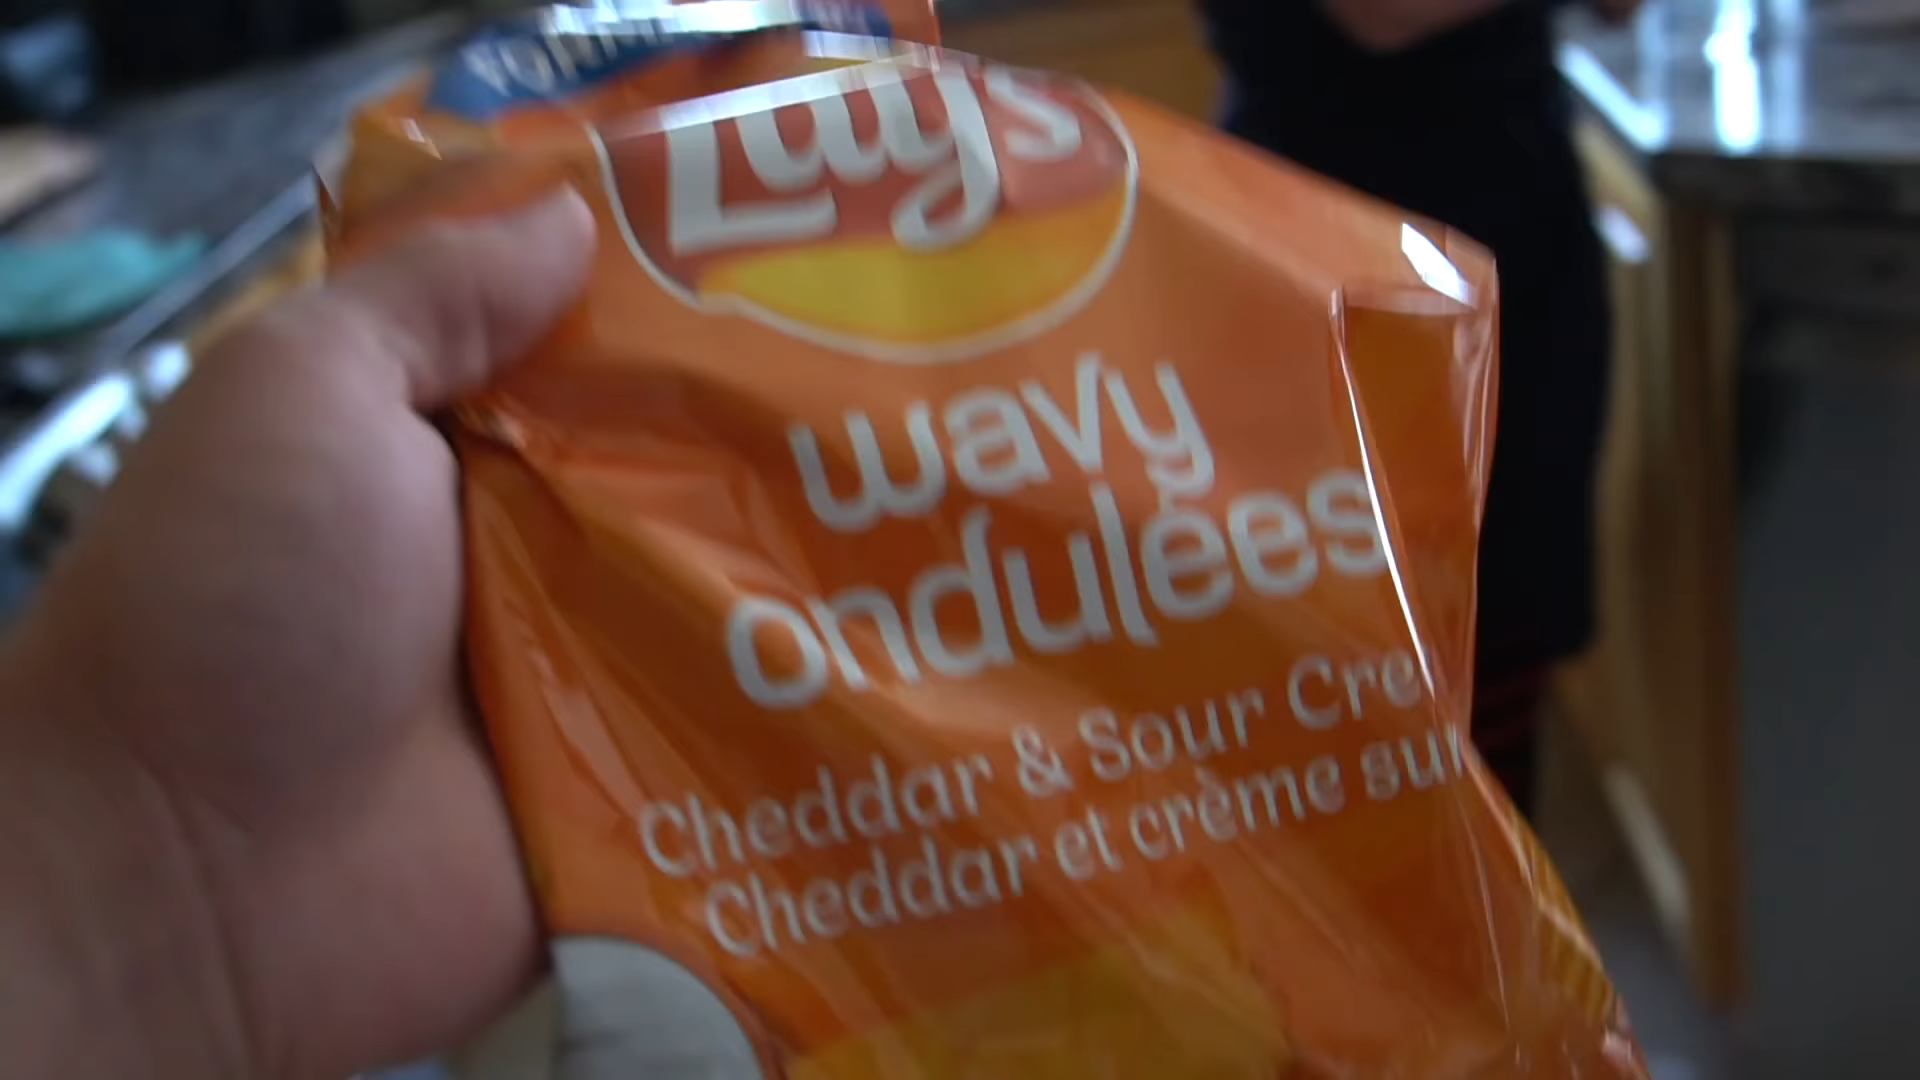 Lay's
wavy
ondulées
Cheddar & Sour Cre
Cheddar et crème sur